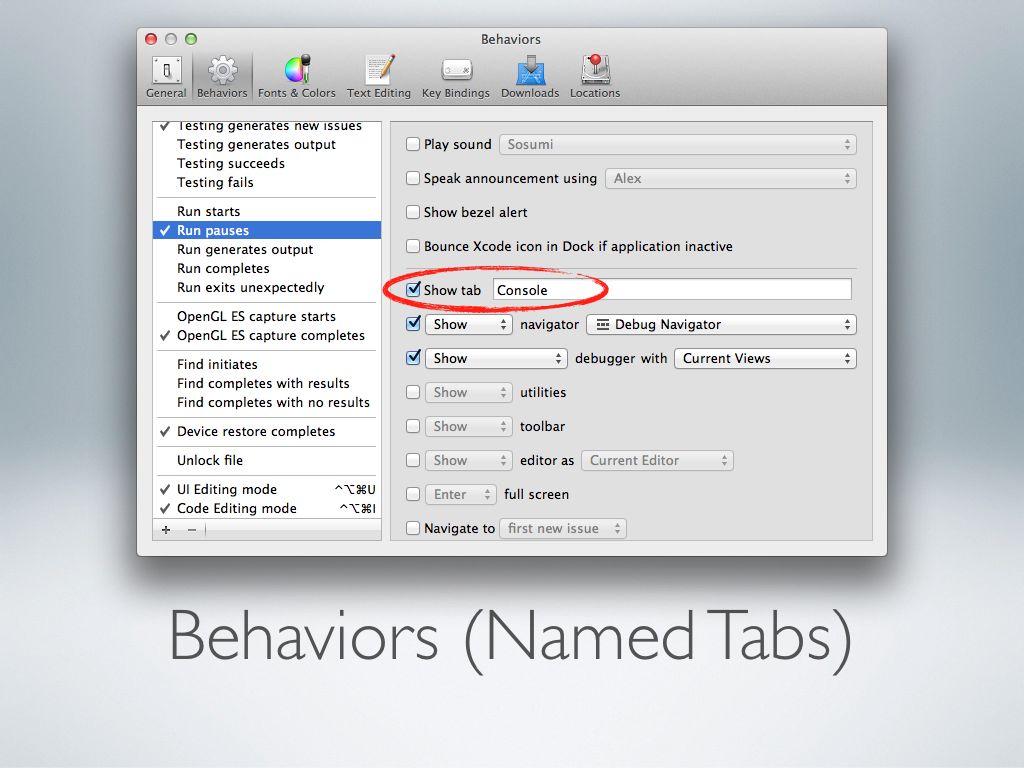 Behaviors
General Behaviors Fonts & Colors Text Editing Key Bindings Downloads Locations
✓ Testing generates new issues
Testing generates output
Testing succeeds
Testing fails
Run starts
✓ Run pauses
Run generates output
Run completes
Run exits unexpectedly
OpenGL ES capture starts
✓ OpenGL ES capture completes
Find initiates
Find completes with results
Find completes with no results
✓ Device restore completes
Unlock file
✓ UI Editing mode ^⌥⌘U
✓ Code Editing mode ^⌥⌘I
+ −
Play sound Sosumi
Speak announcement using Alex
Show bezel alert
Bounce Xcode icon in Dock if application inactive
Show tab Console
Show navigator Debug Navigator
Show debugger with Current Views
Show utilities
Show toolbar
Show editor as Current Editor
Enter full screen
Navigate to first new issue
Behaviors (Named Tabs)